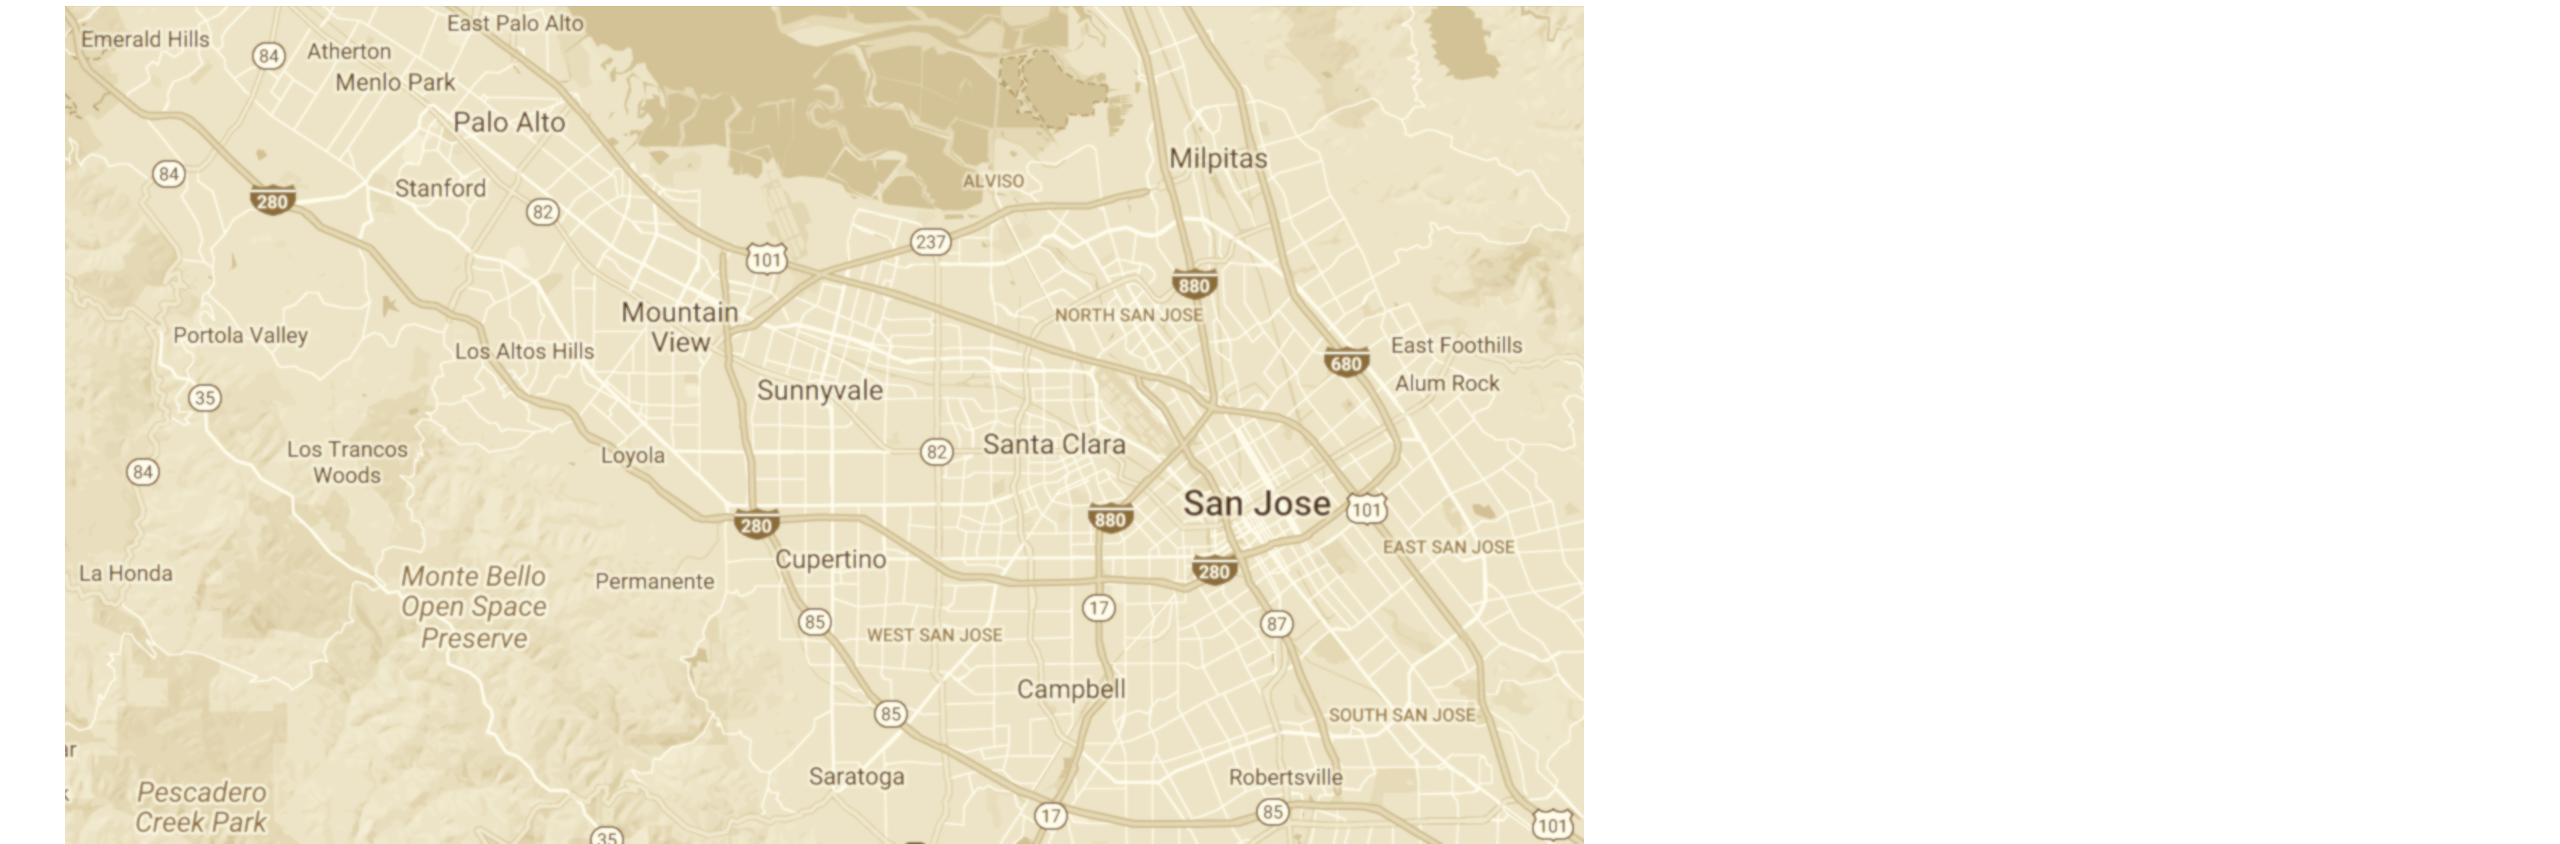 East Palo Alto
Emerald Hills
84
Atherton
Menlo Park
Palo Alto
Milpitas
84
ALVISO
Stanford
280
82
237
101
880
Mountain
View
NORTH SAN JOSE
Portola Valley
Los Altos Hills
East Foothills
680
Alum Rock
Sunnyvale
35
Santa Clara
Los Trancos
Woods
Loyola
82
84
San Jose
101
880
280
EAST SAN JOSE
Cupertino
280
La Honda
Monte Bello
Open Space
Preserve
Permanente
17
85
87
WEST SAN JOSE
Campbell
85
SOUTH SAN JOSE
ar
Saratoga
Robertsville
Pescadero
Creek Park
85
17
101
35